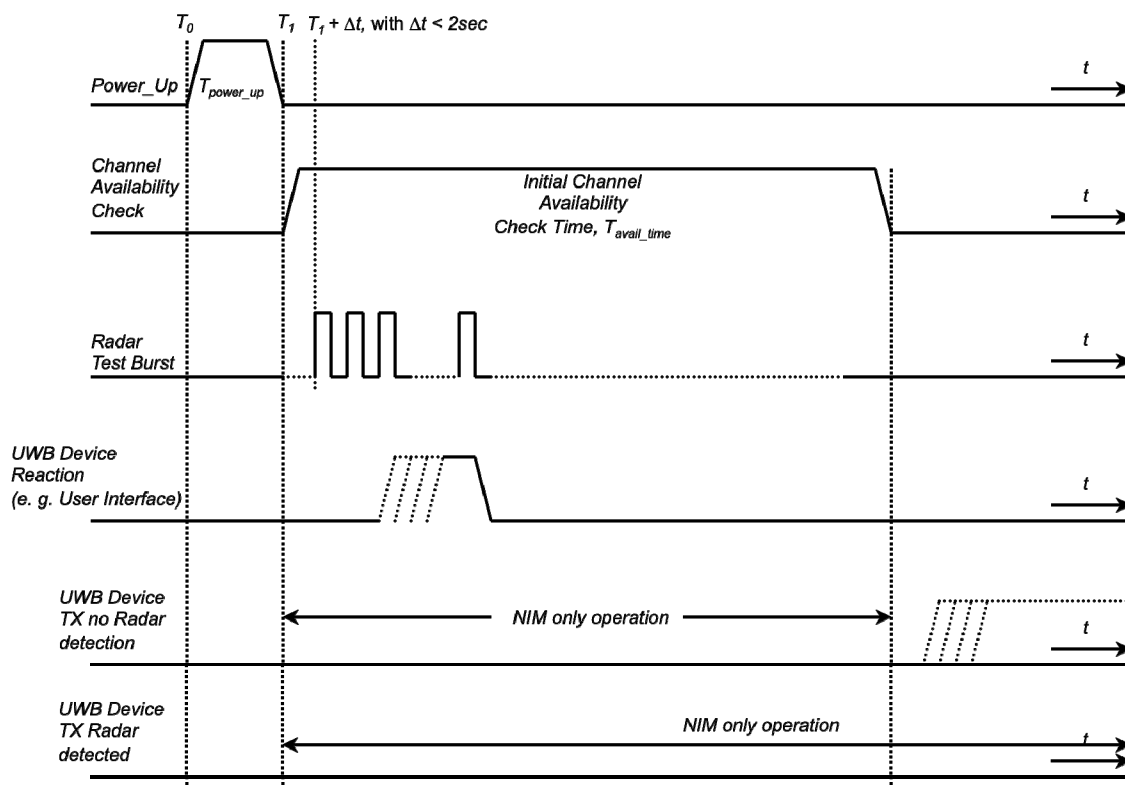 T0 T1 T1 + Δt, with Δt < 2sec
Power_Up
Tpower_up
t
Channel
Availability
Check
Initial Channel
Availability
Check Time, Tavail_time
t
Radar
Test Burst
t
UWB Device
Reaction
(e. g. User Interface)
t
UWB Device
TX no Radar
detection
NIM only operation
t
UWB Device
TX Radar
detected
NIM only operation
t